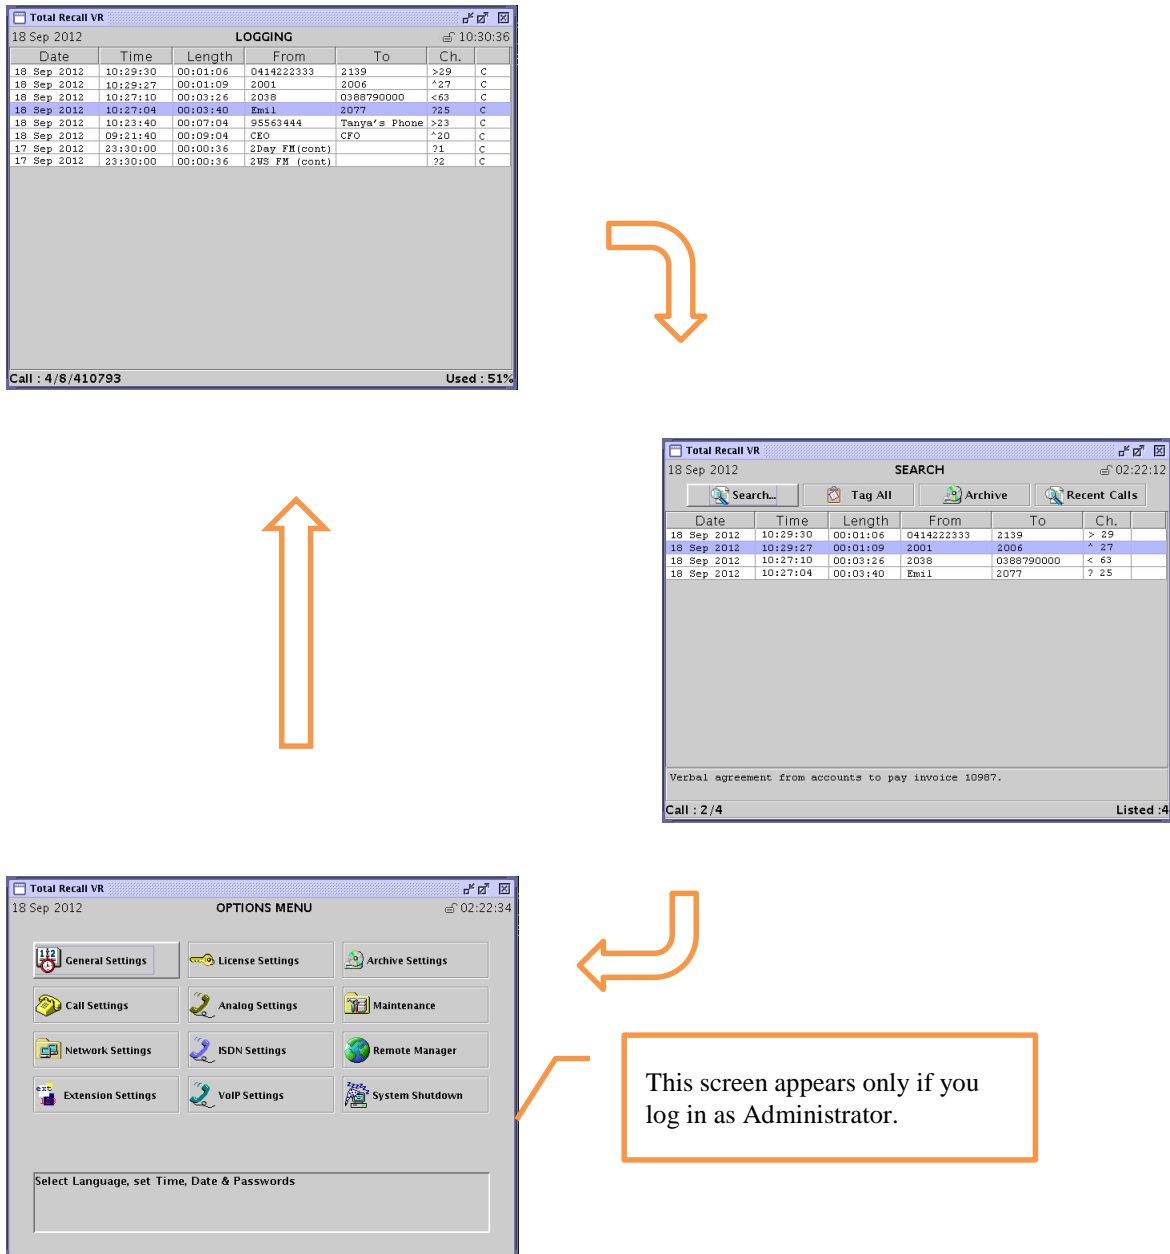 Total Recall VR
18 Sep 2012 LOGGING 10:30:36
Date Time Length From To Ch.
18 Sep 2012 10:29:30 00:01:06 0414222333 2139 >29 C
18 Sep 2012 10:29:27 00:01:09 2001 2006 ^27 C
18 Sep 2012 10:27:10 00:03:26 2038 0388790000 <63 C
18 Sep 2012 10:27:04 00:03:40 Emil 2077 ?25 C
18 Sep 2012 10:23:40 00:07:04 95563444 Tanya's Phone >23 C
18 Sep 2012 09:21:40 00:09:04 CEO CFO ^20 C
17 Sep 2012 23:30:00 00:00:36 2Day FM(cont) ?1 C
17 Sep 2012 23:30:00 00:00:36 2WS FM (cont) ?2 C
Call : 4/8/410793 Used : 51%
Total Recall VR
18 Sep 2012 SEARCH 02:22:12
Search... Tag All Archive Recent Calls
Date Time Length From To Ch.
18 Sep 2012 10:29:30 00:01:06 0414222333 2139 > 29
18 Sep 2012 10:29:27 00:01:09 2001 2006 ^ 27
18 Sep 2012 10:27:10 00:03:26 2038 0388790000 < 63
18 Sep 2012 10:27:04 00:03:40 Emil 2077 ? 25
Verbal agreement from accounts to pay invoice 10987.
Call : 2/4 Listed :4
Total Recall VR
18 Sep 2012 OPTIONS MENU 02:22:34
General Settings License Settings Archive Settings
Call Settings Analog Settings Maintenance
Network Settings ISDN Settings Remote Manager
ext Extension Settings VoIP Settings System Shutdown
Select Language, set Time, Date & Passwords
This screen appears only if you
log in as Administrator.